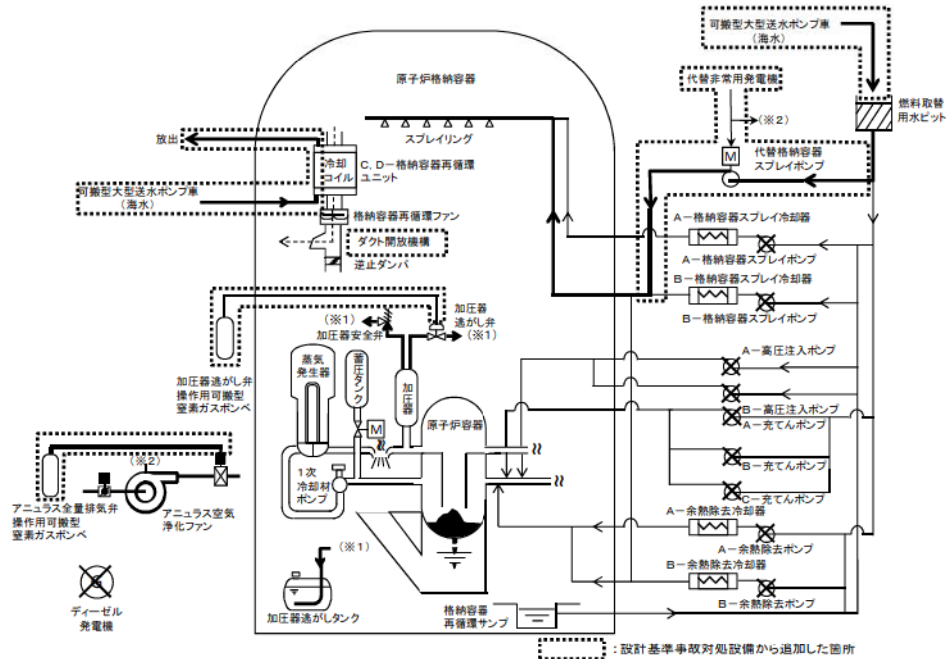 可搬型大型送水ポンプ車
(海水)
代替非常用発電機
原子炉格納容器
(※2)
燃料取替
用水ピット
スプレイリング
放出
冷却
コイル
C, D-格納容器再循環
ユニット
M
代替格納容器
スプレイポンプ
可搬型大型送水ポンプ車
(海水)
格納容器再循環ファン
A-格納容器スプレイ冷却器
ダクト開放機構
A-格納容器スプレイポンプ
逆止ダンパ
B-格納容器スプレイ冷却器
B-格納容器スプレイポンプ
(※1)
加圧器
逃がし弁
加圧器安全弁
(※1)
A-高圧注入ポンプ
蒸気
発生器
蓄圧タンク
加圧器
加圧器逃がし弁
操作用可搬型
窒素ガスボンベ
B-高圧注入ポンプ
原子炉容器
A-充てんポンプ
M
B-充てんポンプ
(※2)
1次
冷却材
ポンプ
C-充てんポンプ
アニュラス全量排気弁
操作用可搬型
窒素ガスボンベ
アニュラス空気
浄化ファン
A-余熱除去冷却器
A-余熱除去ポンプ
(※1)
B-余熱除去冷却器
G
ディーゼル
発電機
B-余熱除去ポンプ
加圧器逃がしタンク
格納容器
再循環サンプ
:設計基準事故対処設備から追加した箇所